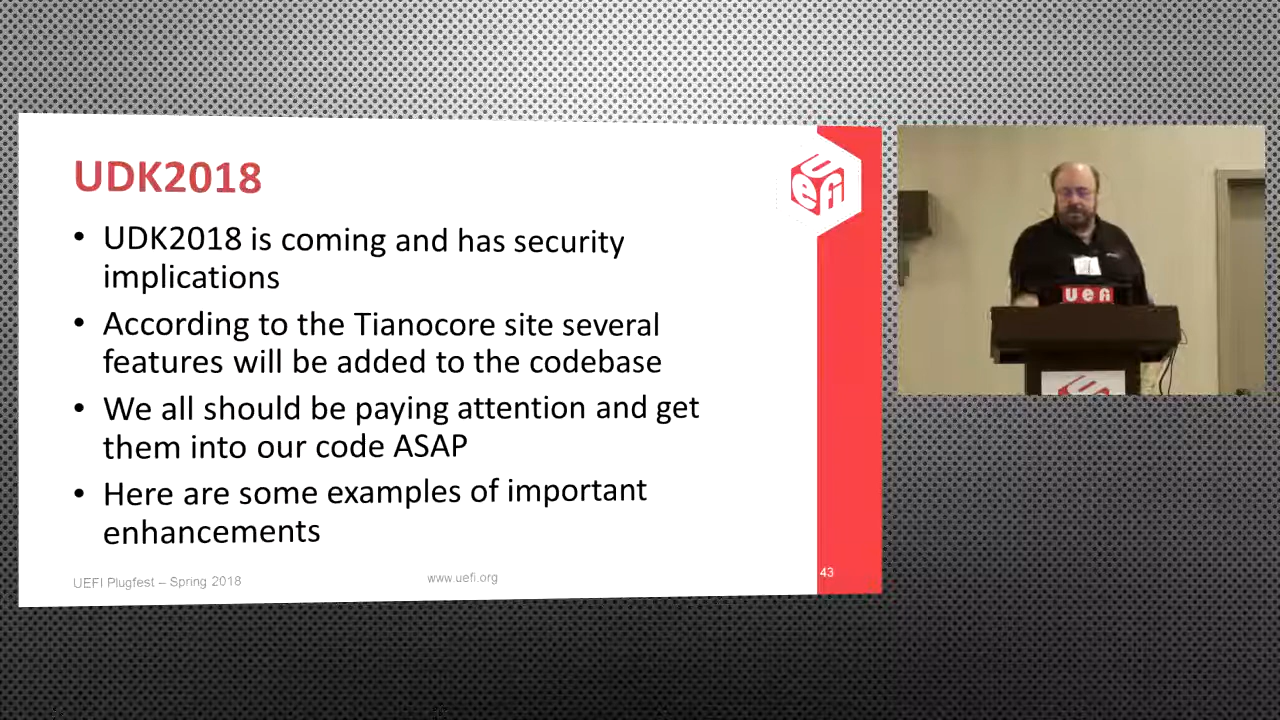 UDK2018
uefi
• UDK2018 is coming and has security
implications
• According to the Tianocore site several
features will be added to the codebase
• We all should be paying attention and get
them into our code ASAP
• Here are some examples of important
enhancements
UEFI Plugfest – Spring 2018
www.uefi.org
43
uefi